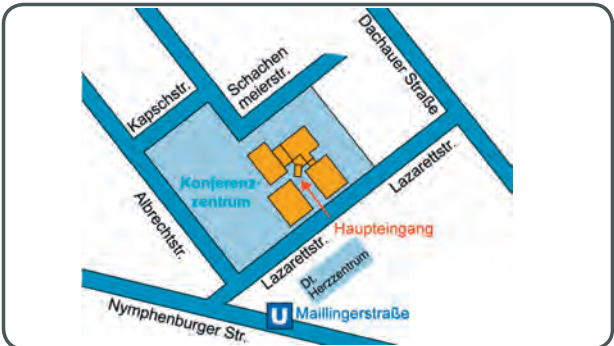 Dachauer Straße
Schachen
meierstr.
Kapschstr.
Lazarettstr.
Konferenz-
zentrum
Albrechtstr.
Haupteingang
Lazarettstr.
Dt.
Herzzentrum
Nymphenburger Str.
U Maillingerstraße